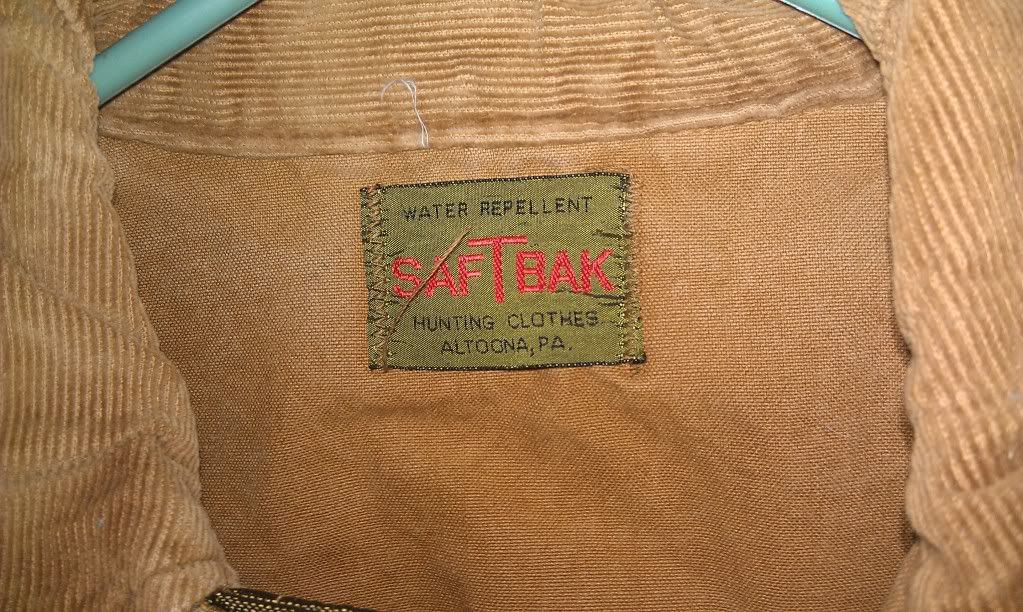 WATER REPELLENT
SAFTBAK
HUNTING CLOTHES
ALTOONA, PA.